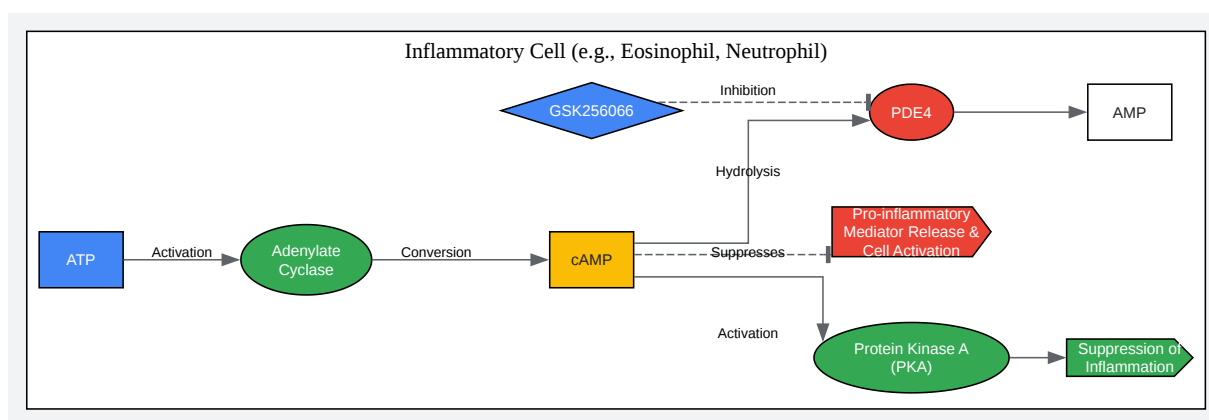 Inflammatory Cell (e.g., Eosinophil, Neutrophil)
GSK256066
Inhibition
PDE4
AMP
Hydrolysis
ATP
Activation
Adenylate
Cyclase
Conversion
cAMP
Suppresses
Pro-inflammatory
Mediator Release &
Cell Activation
Activation
Protein Kinase A
(PKA)
Suppression of
Inflammation